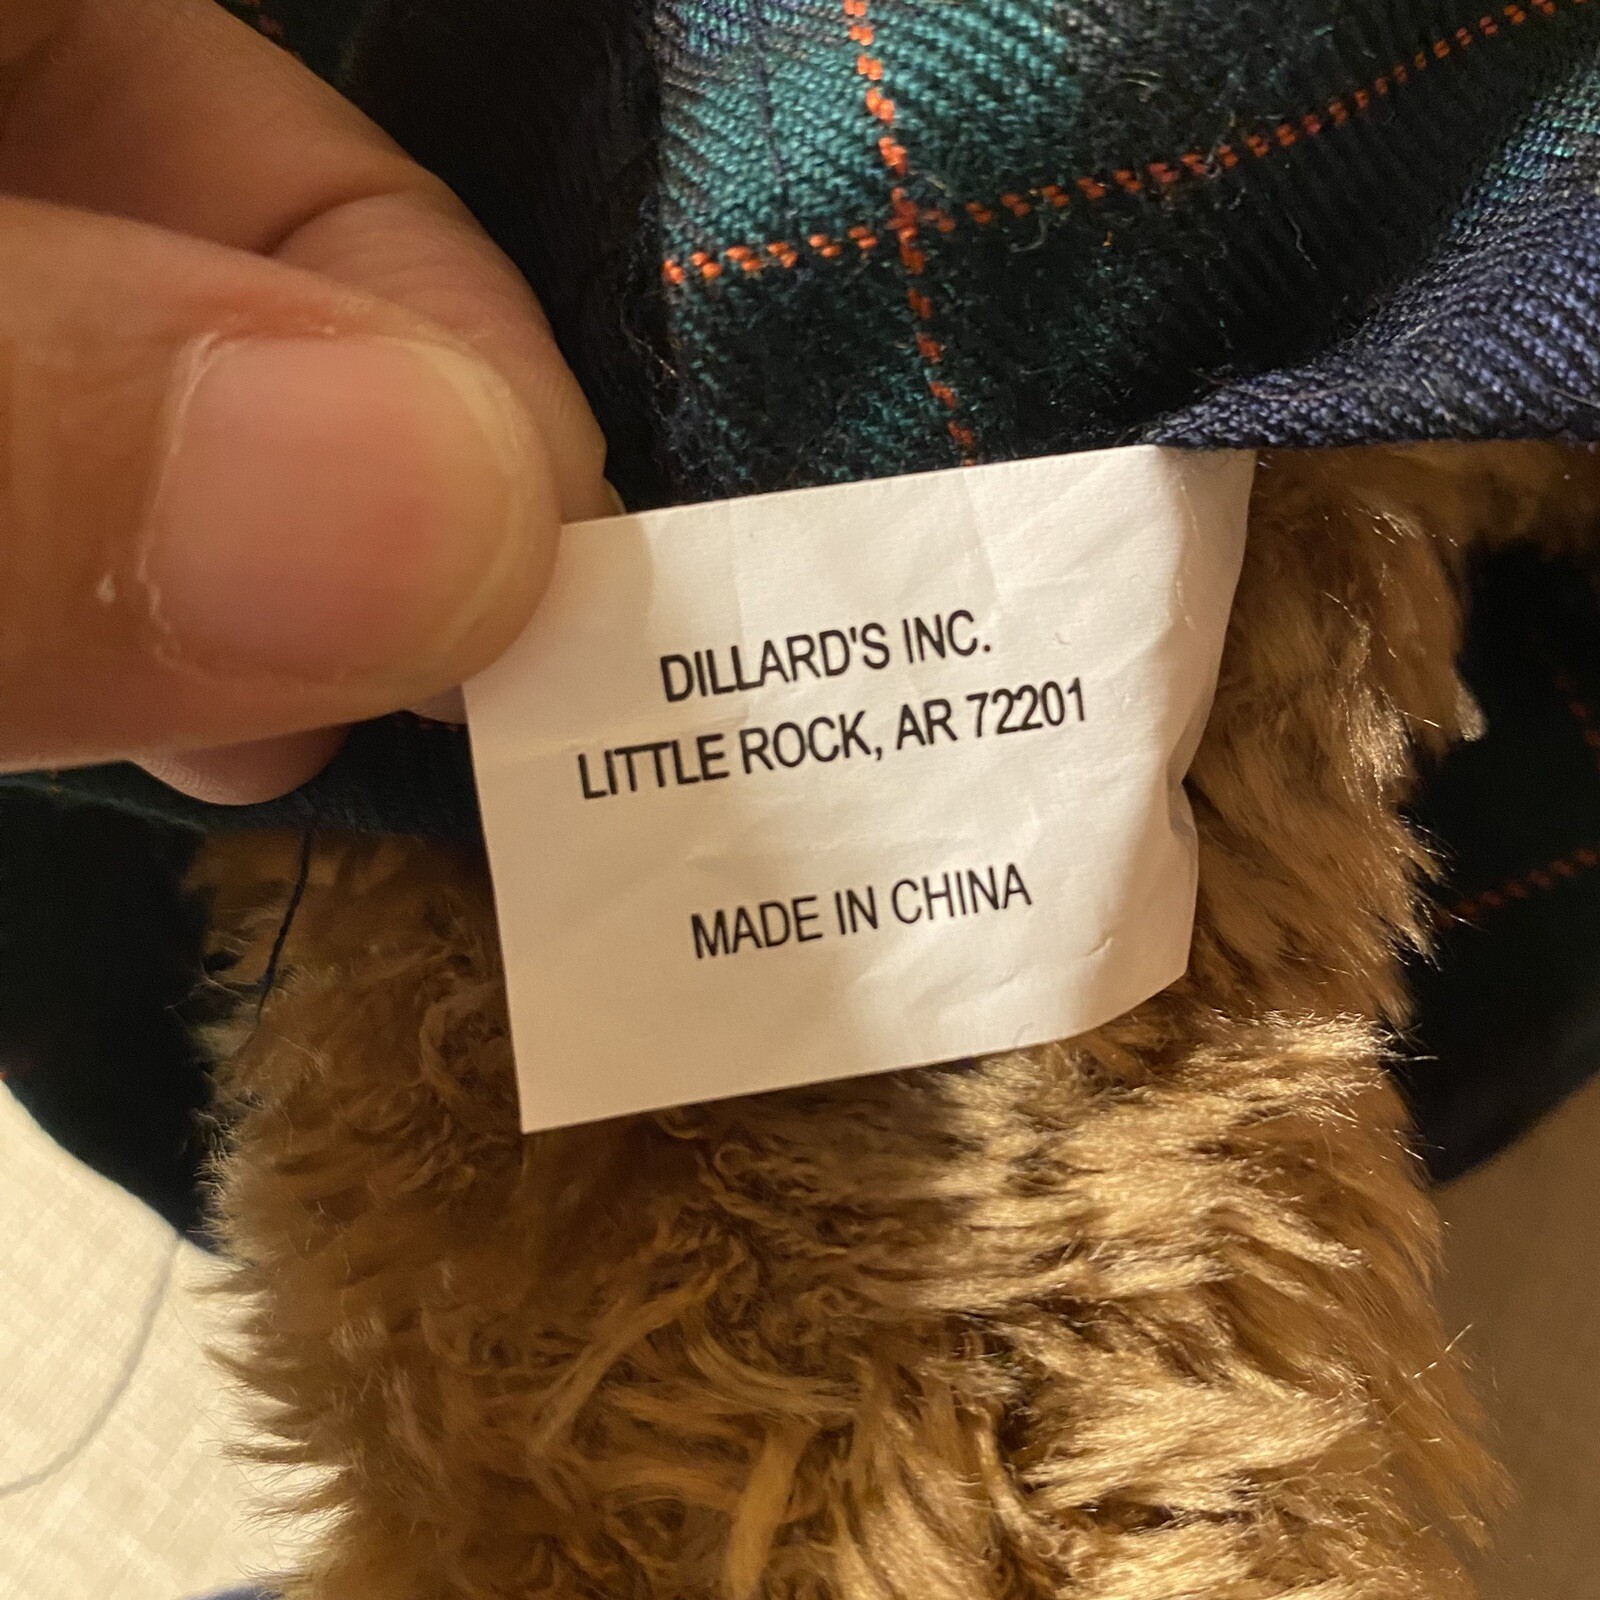 DILLARD'S INC.
LITTLE ROCK, AR 72201
MADE IN CHINA